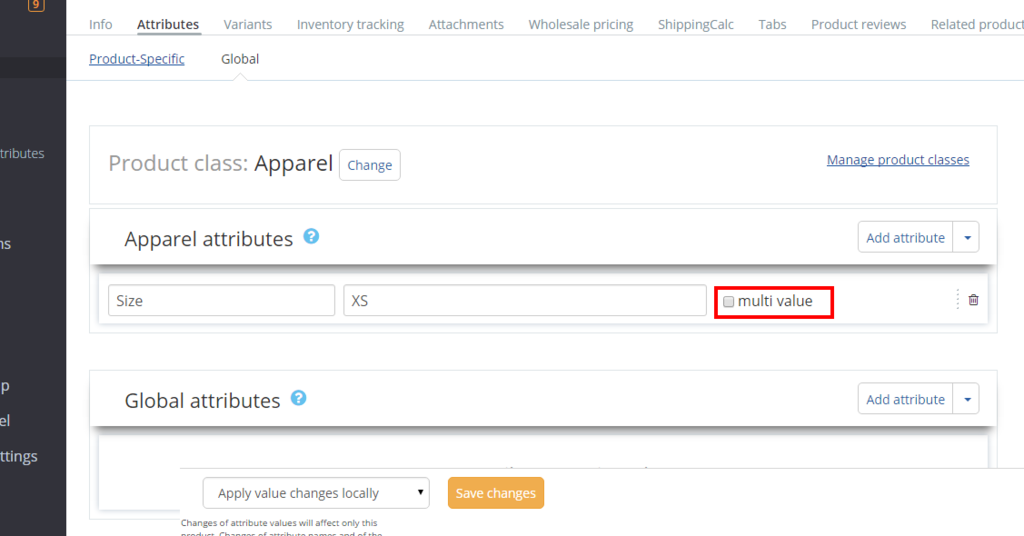 9
Info Attributes Variants Inventory tracking Attachments Wholesale pricing ShippingCalc Tabs Product reviews Related product
Product-Specific Global
tributes
Product class: Apparel Change Manage product classes
Apparel attributes ? Add attribute
ns
Size XS multi value
p
Global attributes ? Add attribute
el
ttings
Apply value changes locally Save changes
Changes of attribute values will affect only this
product. Changes of attribute names and of the